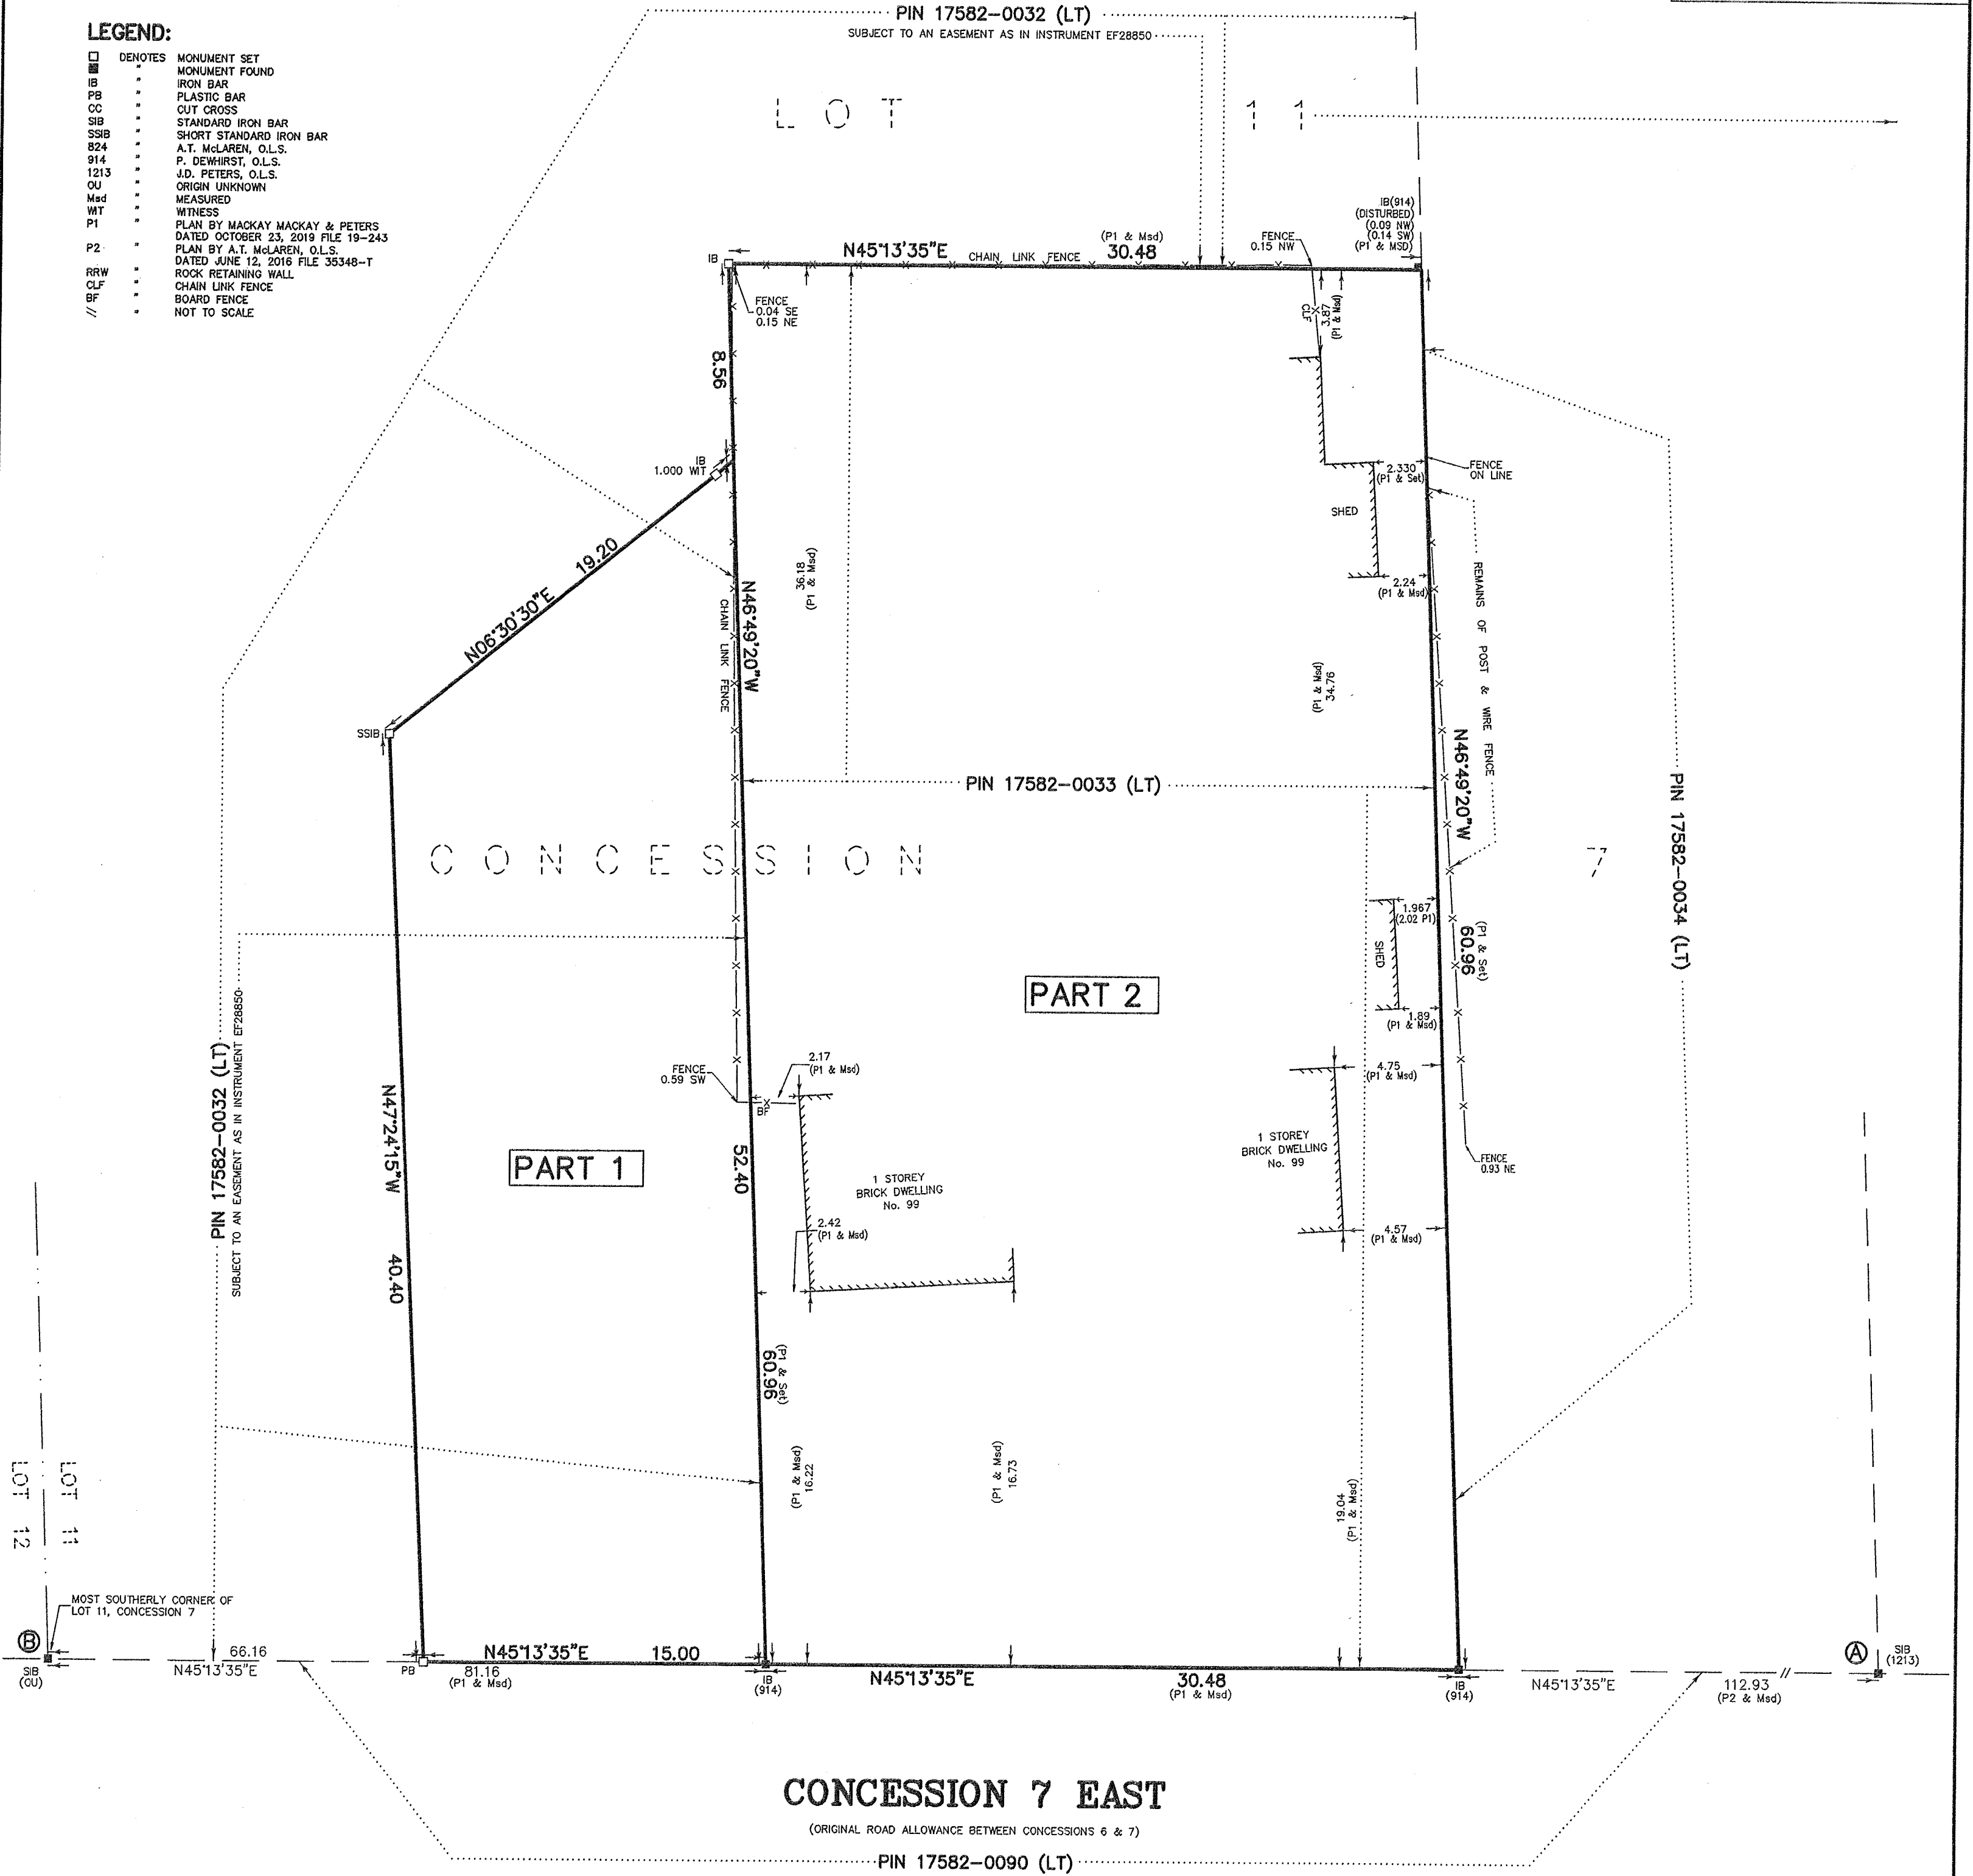 LEGEND:
□ DENOTES MONUMENT SET
■ " MONUMENT FOUND
IB " IRON BAR
PB " PLASTIC BAR
CC " CUT CROSS
SIB " STANDARD IRON BAR
SSIB " SHORT STANDARD IRON BAR
824 " A.T. McLAREN, O.L.S.
914 " P. DEWHIRST, O.L.S.
1213 " J.D. PETERS, O.L.S.
OU " ORIGIN UNKNOWN
Msd " MEASURED
WIT " WITNESS
P1 " PLAN BY MACKAY MACKAY & PETERS
DATED OCTOBER 23, 2019 FILE 19-243
P2 " PLAN BY A.T. McLAREN, O.L.S.
DATED JUNE 12, 2016 FILE 35348-T
RRW " ROCK RETAINING WALL
CLF " CHAIN LINK FENCE
BF " BOARD FENCE
// " NOT TO SCALE
PIN 17582-0032 (LT)
SUBJECT TO AN EASEMENT AS IN INSTRUMENT EF28850
LOT 11
IB(914)
(DISTURBED)
(0.09 NW)
(0.14 SW)
(P1 & MSD)
IB
N45°13'35"E
CHAIN LINK FENCE
(P1 & Msd)
30.48
FENCE
0.15 NW
FENCE
0.04 SE
0.15 NE
CLF
3.87
(P1 & Msd)
8.56
IB
1.000 WIT
2.330
(P1 & Set)
FENCE
ON LINE
SHED
2.24
(P1 & Msd)
19.20
N06°30'30"E
36.18
(P1 & Msd)
N46°49'20"W
CHAIN LINK FENCE
REMAINS OF POST & WIRE FENCE
34.76
(P1 & Msd)
SSIB
N46°49'20"W
PIN 17582-0033 (LT)
PIN 17582-0034 (LT)
CONCESSION 7
1.967
(2.02 P1)
SHED
(P1 & Set)
60.96
1.89
(P1 & Msd)
PART 2
PIN 17582-0032 (LT)
SUBJECT TO AN EASEMENT AS IN INSTRUMENT EF28850
FENCE
0.59 SW
2.17
(P1 & Msd)
BF
4.75
(P1 & Msd)
N47°24'15"W
40.40
PART 1
52.40
1 STOREY
BRICK DWELLING
No. 99
1 STOREY
BRICK DWELLING
No. 99
FENCE
0.93 NE
2.42
(P1 & Msd)
4.57
(P1 & Msd)
(P1 & Set)
60.96
16.22
(P1 & Msd)
16.73
(P1 & Msd)
19.04
(P1 & Msd)
LOT 12
LOT 11
MOST SOUTHERLY CORNER OF
LOT 11, CONCESSION 7
B
SIB
(OU)
66.16
N45°13'35"E
PB
N45°13'35"E 15.00
81.16
(P1 & Msd)
IB
(914)
N45°13'35"E
30.48
(P1 & Msd)
IB
(914)
N45°13'35"E
112.93
(P2 & Msd)
//
A
SIB
(1213)
CONCESSION 7 EAST
(ORIGINAL ROAD ALLOWANCE BETWEEN CONCESSIONS 6 & 7)
PIN 17582-0090 (LT)